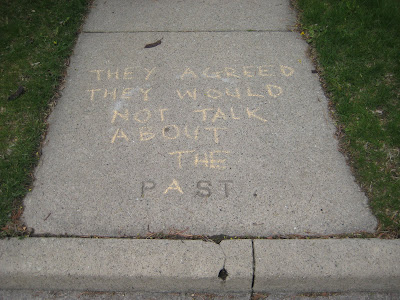 THEY AGREED
THEY WOULD
NOT TALK
ABOUT
THE
PAST